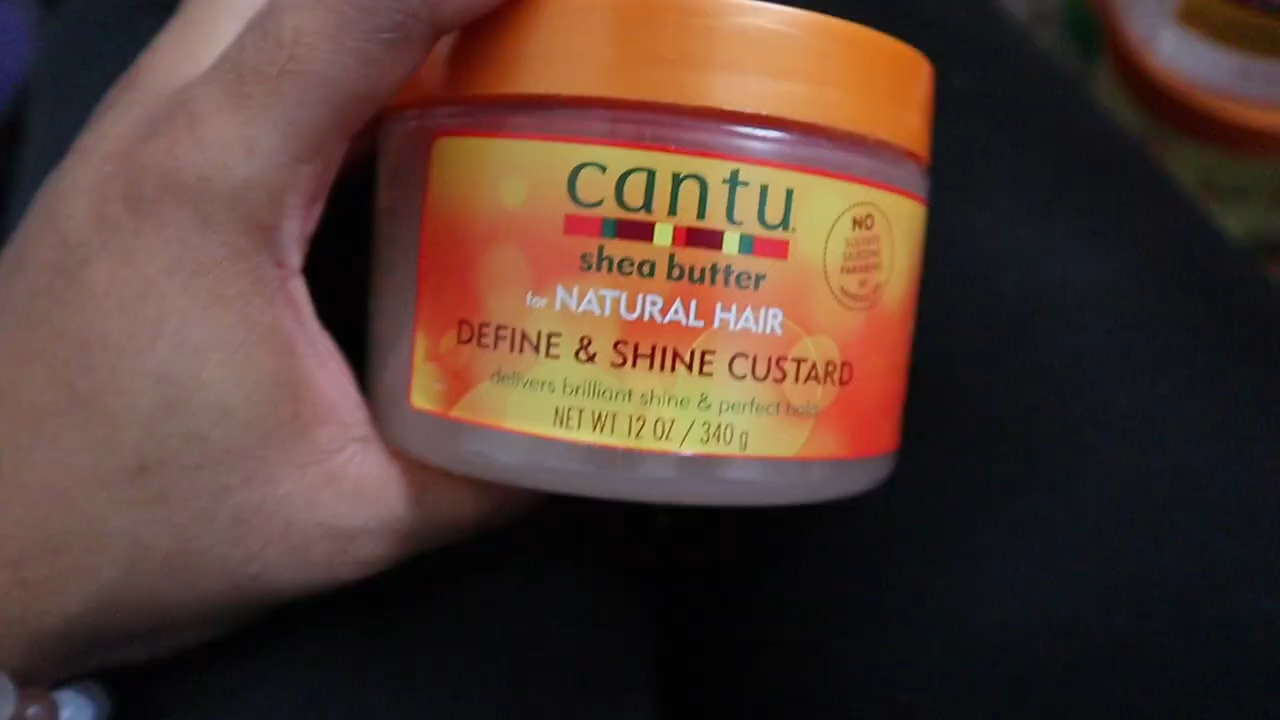 cantu
shea butter
for NATURAL HAIR
DEFINE & SHINE CUSTARD
delivers brilliant shine & perfect hold
NET WT 12 OZ / 340 g
NO